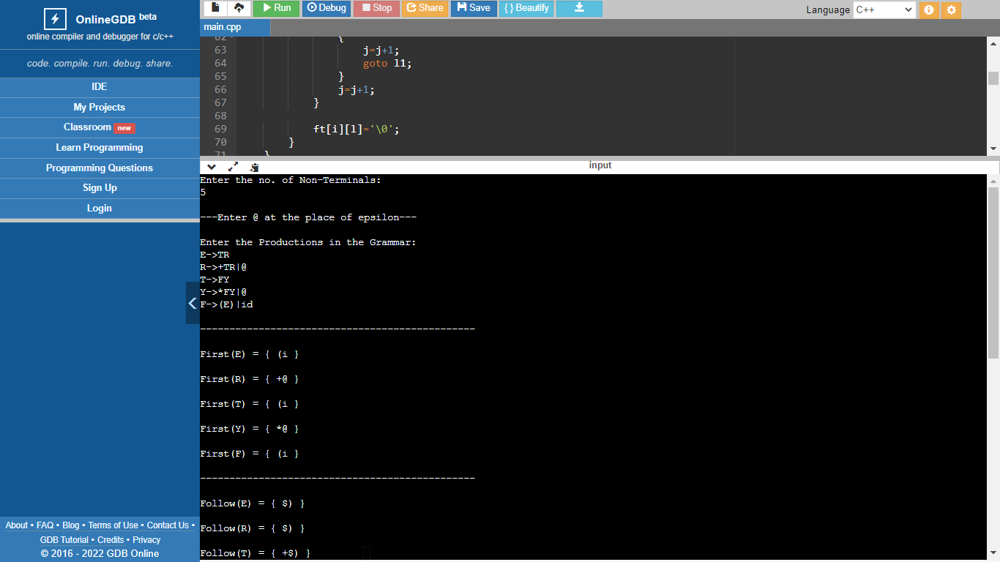 OnlineGDB beta
online compiler and debugger for c/c++
code. compile. run. debug. share.
IDE
My Projects
Classroom new
Learn Programming
Programming Questions
Sign Up
Login
About • FAQ • Blog • Terms of Use • Contact Us •
GDB Tutorial • Credits • Privacy
© 2016 - 2022 GDB Online
Run Debug Stop Share Save { } Beautify
Language C++
main.cpp
62 {
63 j=j+1;
64 goto l1;
65 }
66 j=j+1;
67 }
68
69 ft[i][l]='\0';
70 }
71 }
input
Enter the no. of Non-Terminals:
5
---Enter @ at the place of epsilon---
Enter the Productions in the Grammar:
E->TR
R->+TR|@
T->FY
Y->*FY|@
F->(E)|id
-----------------------------------------------
First(E) = { (i }
First(R) = { +@ }
First(T) = { (i }
First(Y) = { *@ }
First(F) = { (i }
-----------------------------------------------
Follow(E) = { $) }
Follow(R) = { $) }
Follow(T) = { +$) }